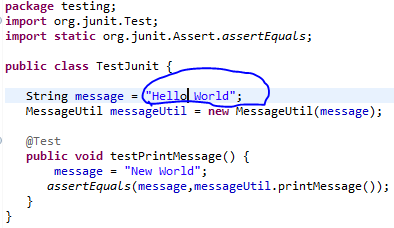 package testing;
import org.junit.Test;
import static org.junit.Assert.assertEquals;
public class TestJunit {
String message = "Hello World";
MessageUtil messageUtil = new MessageUtil(message);
@Test
public void testPrintMessage() {
message = "New World";
assertEquals(message,messageUtil.printMessage());
}
}